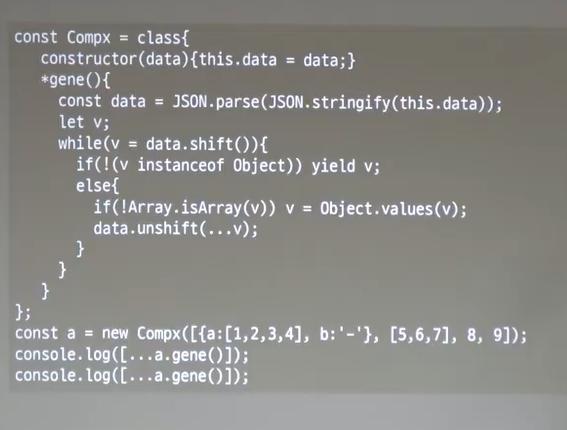 const Compx = class{
constructor(data){this.data = data;}
*gene(){
const data = JSON.parse(JSON.stringify(this.data));
let v;
while(v = data.shift()){
if(!(v instanceof Object)) yield v;
else{
if(!Array.isArray(v)) v = Object.values(v);
data.unshift(...v);
}
}
}
};
const a = new Compx([{a:[1,2,3,4], b:'-'}, [5,6,7], 8, 9]);
console.log([...a.gene()]);
console.log([...a.gene()]);